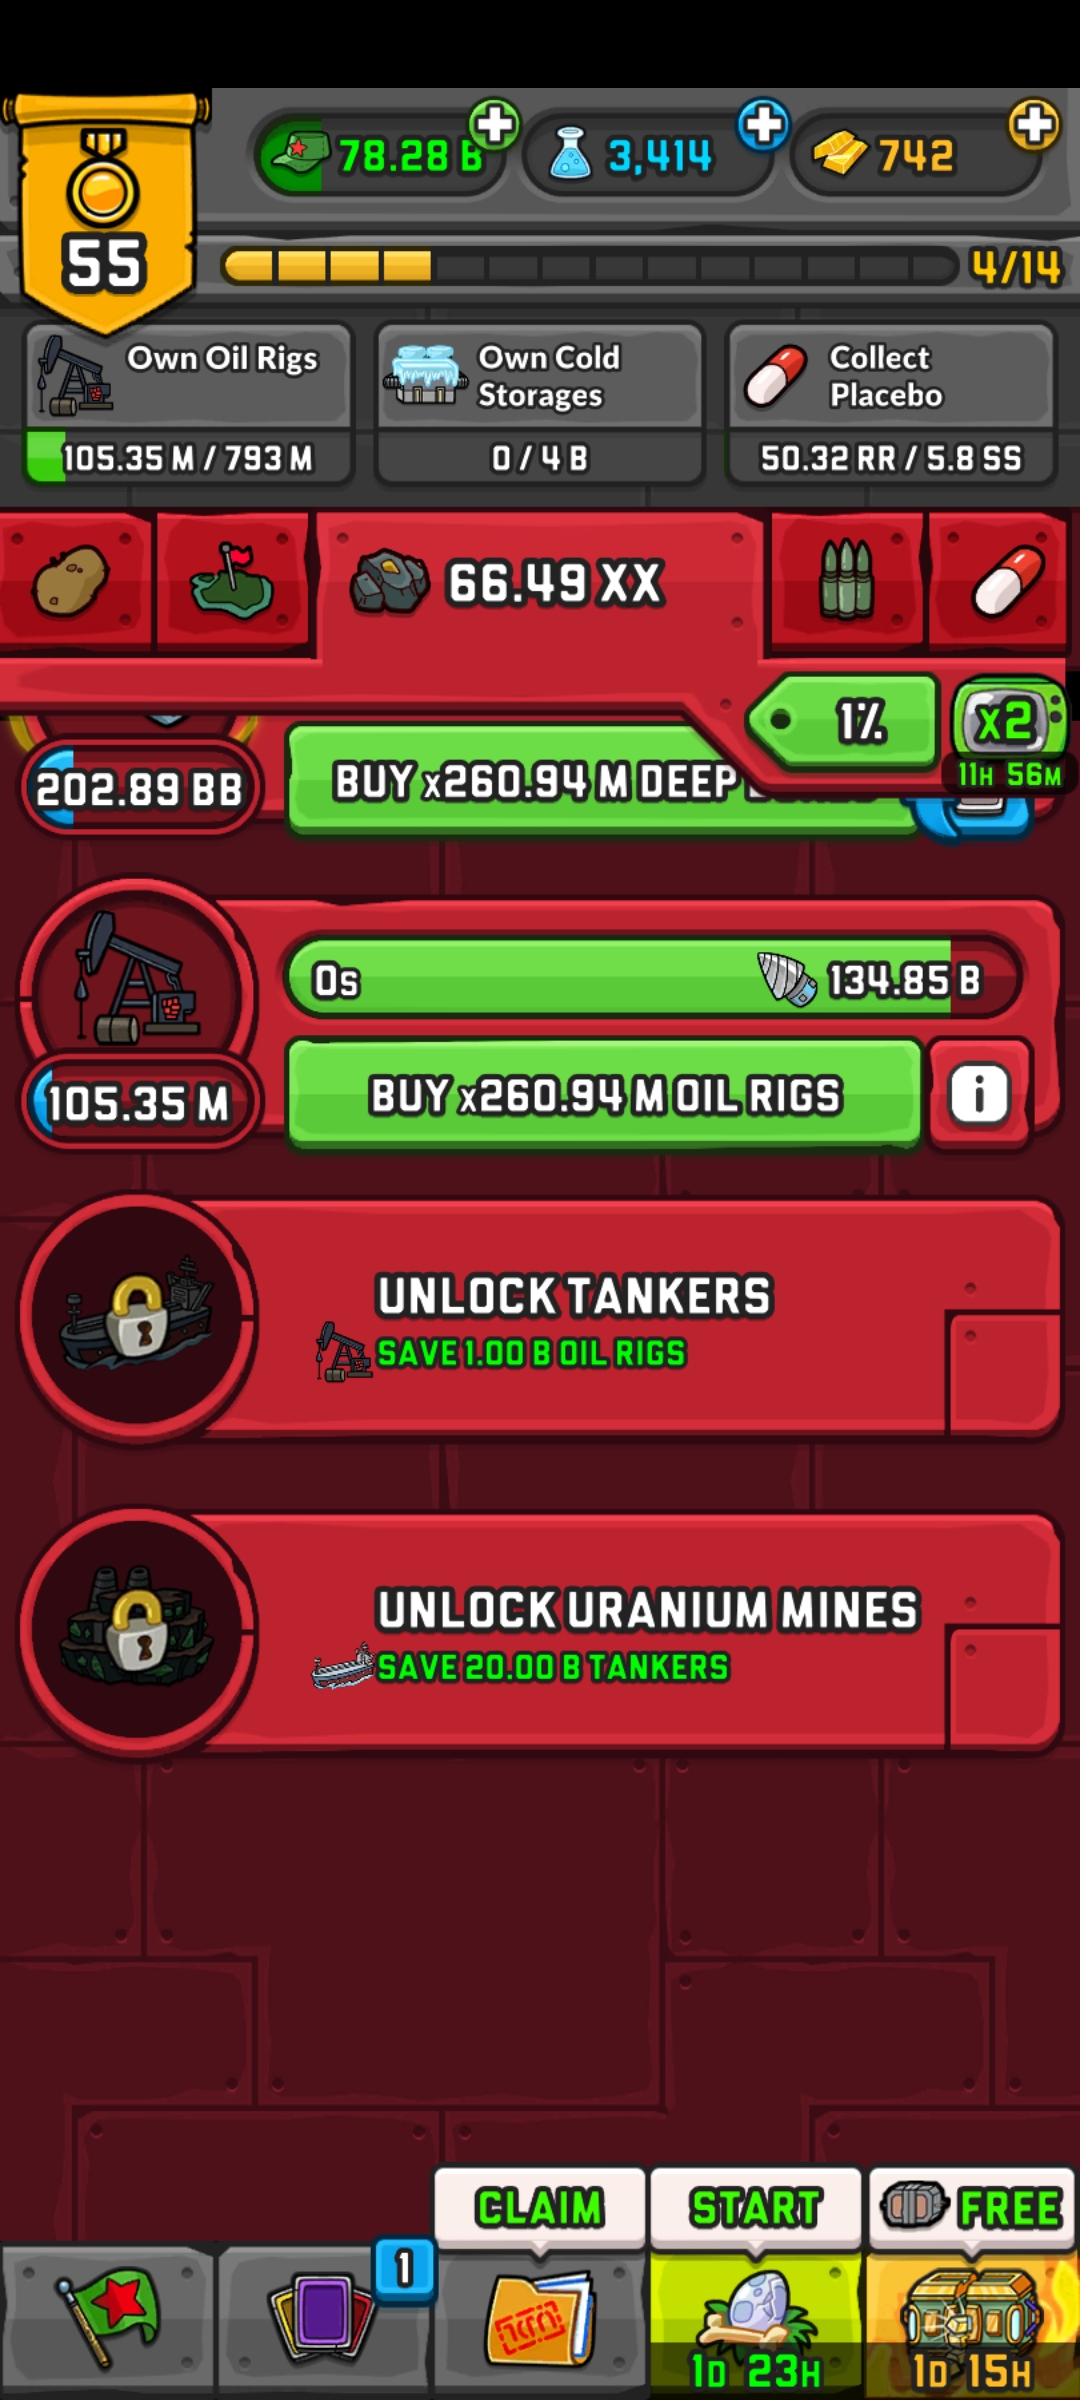 78.28 B
3,414
742
55
4/14
Own Oil Rigs
105.35 M / 793 M
Own Cold
Storages
0 / 4 B
Collect
Placebo
50.32 RR / 5.8 SS
66.49 XX
1%
x2
11H 56M
202.89 BB
BUY x260.94 M DEEP
0s
134.85 B
105.35 M
BUY x260.94 M OIL RIGS
i
UNLOCK TANKERS
SAVE 1.00 B OIL RIGS
UNLOCK URANIUM MINES
SAVE 20.00 B TANKERS
CLAIM
START
FREE
1
1D 23H
1D 15H